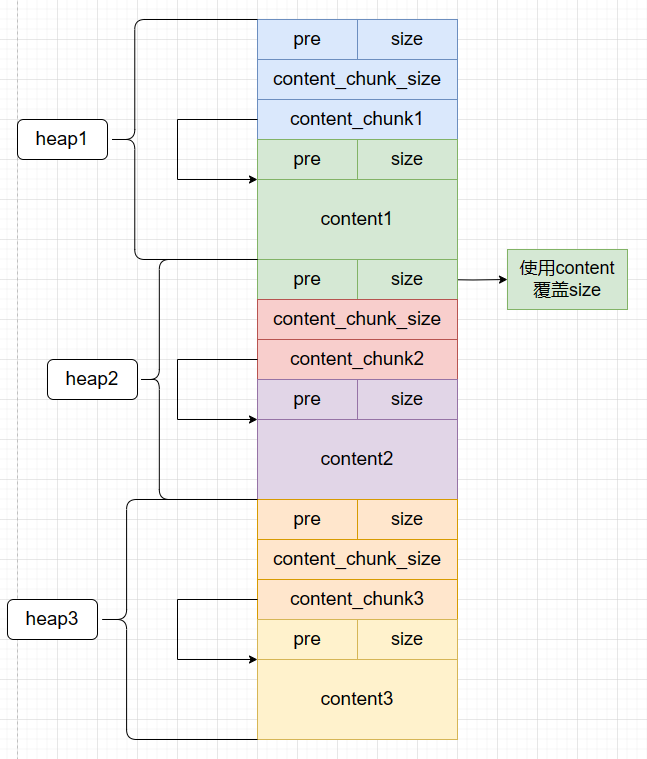 pre size
content_chunk_size
content_chunk1
heap1
pre size
content1
pre size
使用content
覆盖size
content_chunk_size
content_chunk2
heap2
pre size
content2
pre size
content_chunk_size
content_chunk3
heap3
pre size
content3